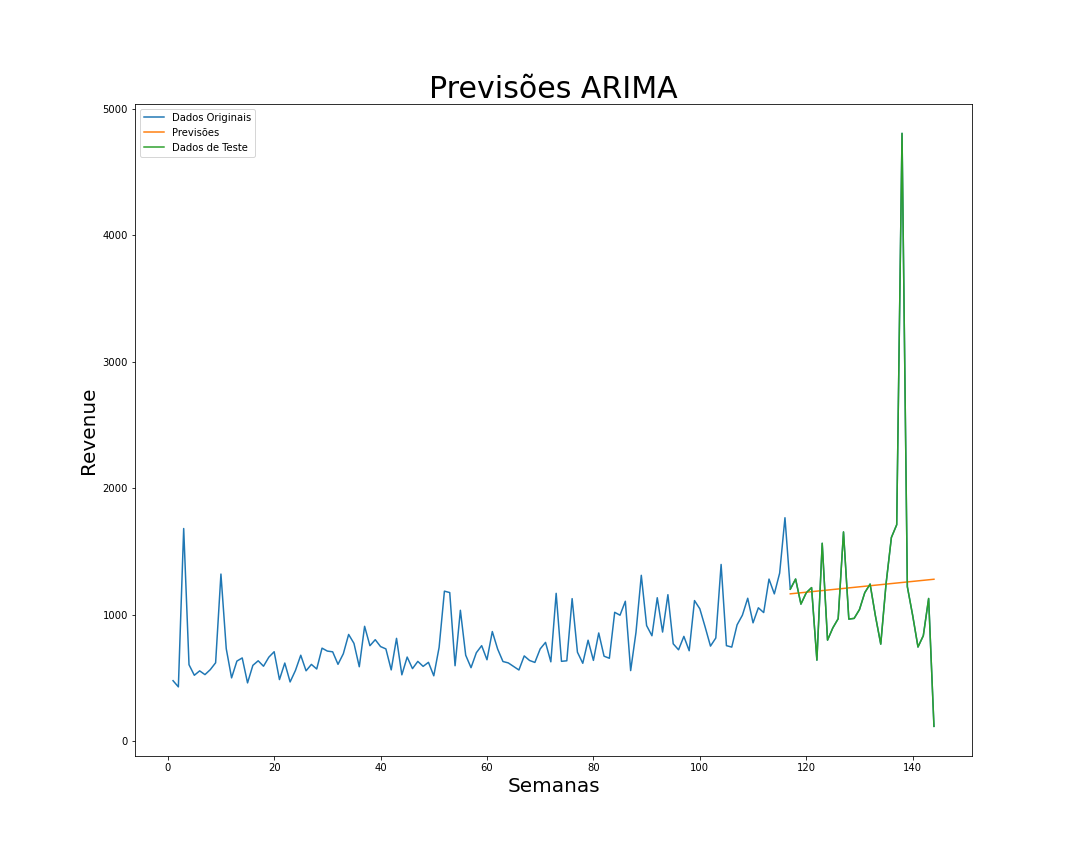 Previsões ARIMA
Dados Originais
Previsões
Dados de Teste
Revenue
5000
4000
3000
2000
1000
0
0 20 40 60 80 100 120 140
Semanas